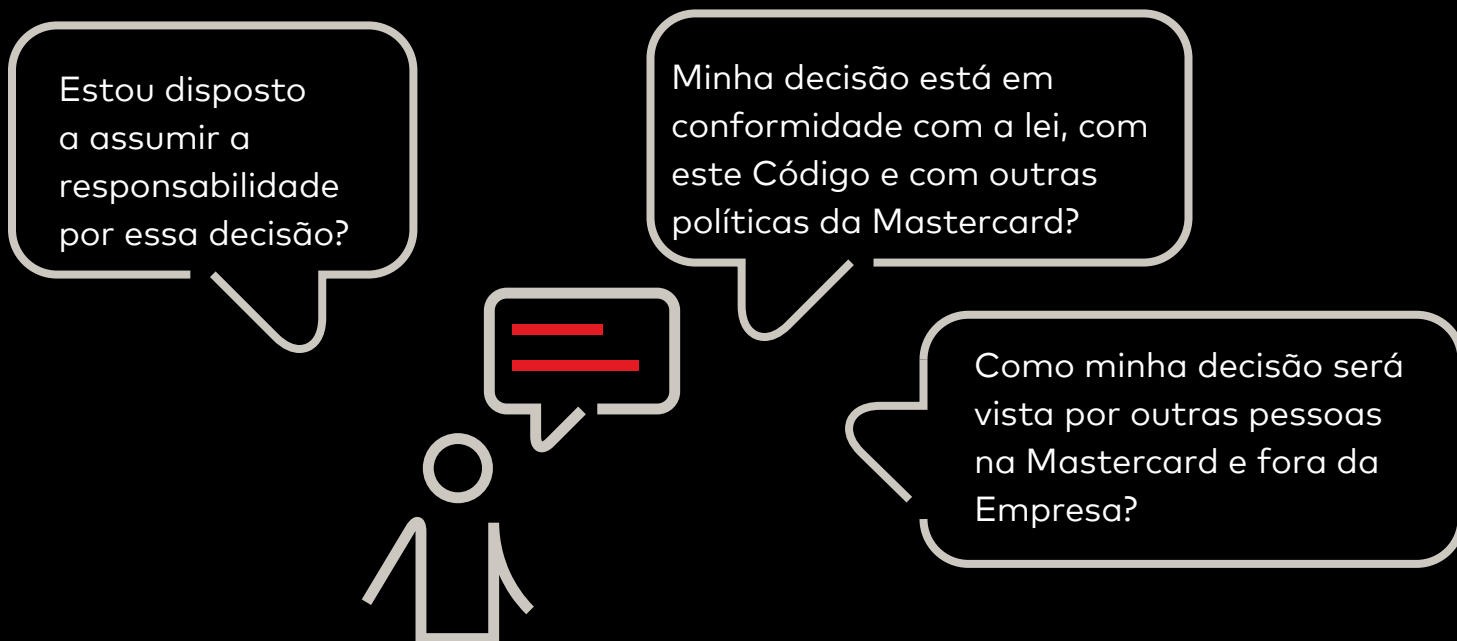 Estou disposto
a assumir a
responsabilidade
por essa decisão?
Minha decisão está em
conformidade com a lei, com
este Código e com outras
políticas da Mastercard?
Como minha decisão será
vista por outras pessoas
na Mastercard e fora da
Empresa?